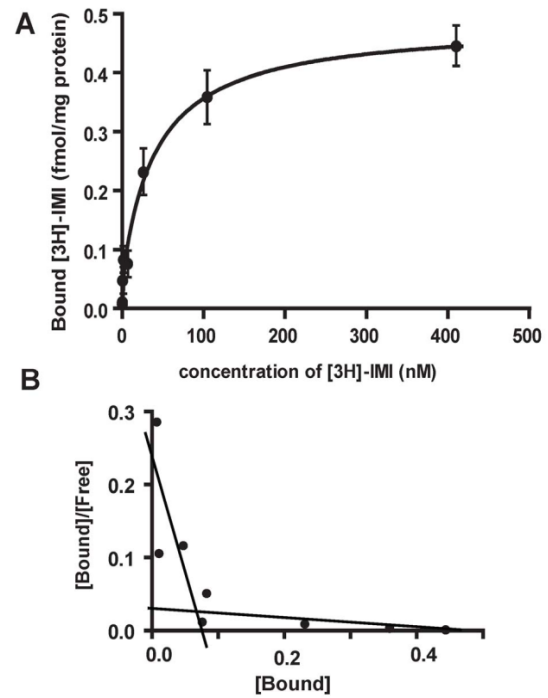 A
Bound [3H]-IMI (fmol/mg protein)
0.5
0.4
0.3
0.2
0.1
0.0
0 100 200 300 400 500
concentration of [3H]-IMI (nM)
B
[Bound]/[Free]
0.3
0.2
0.1
0.0
0.0 0.2 0.4
[Bound]